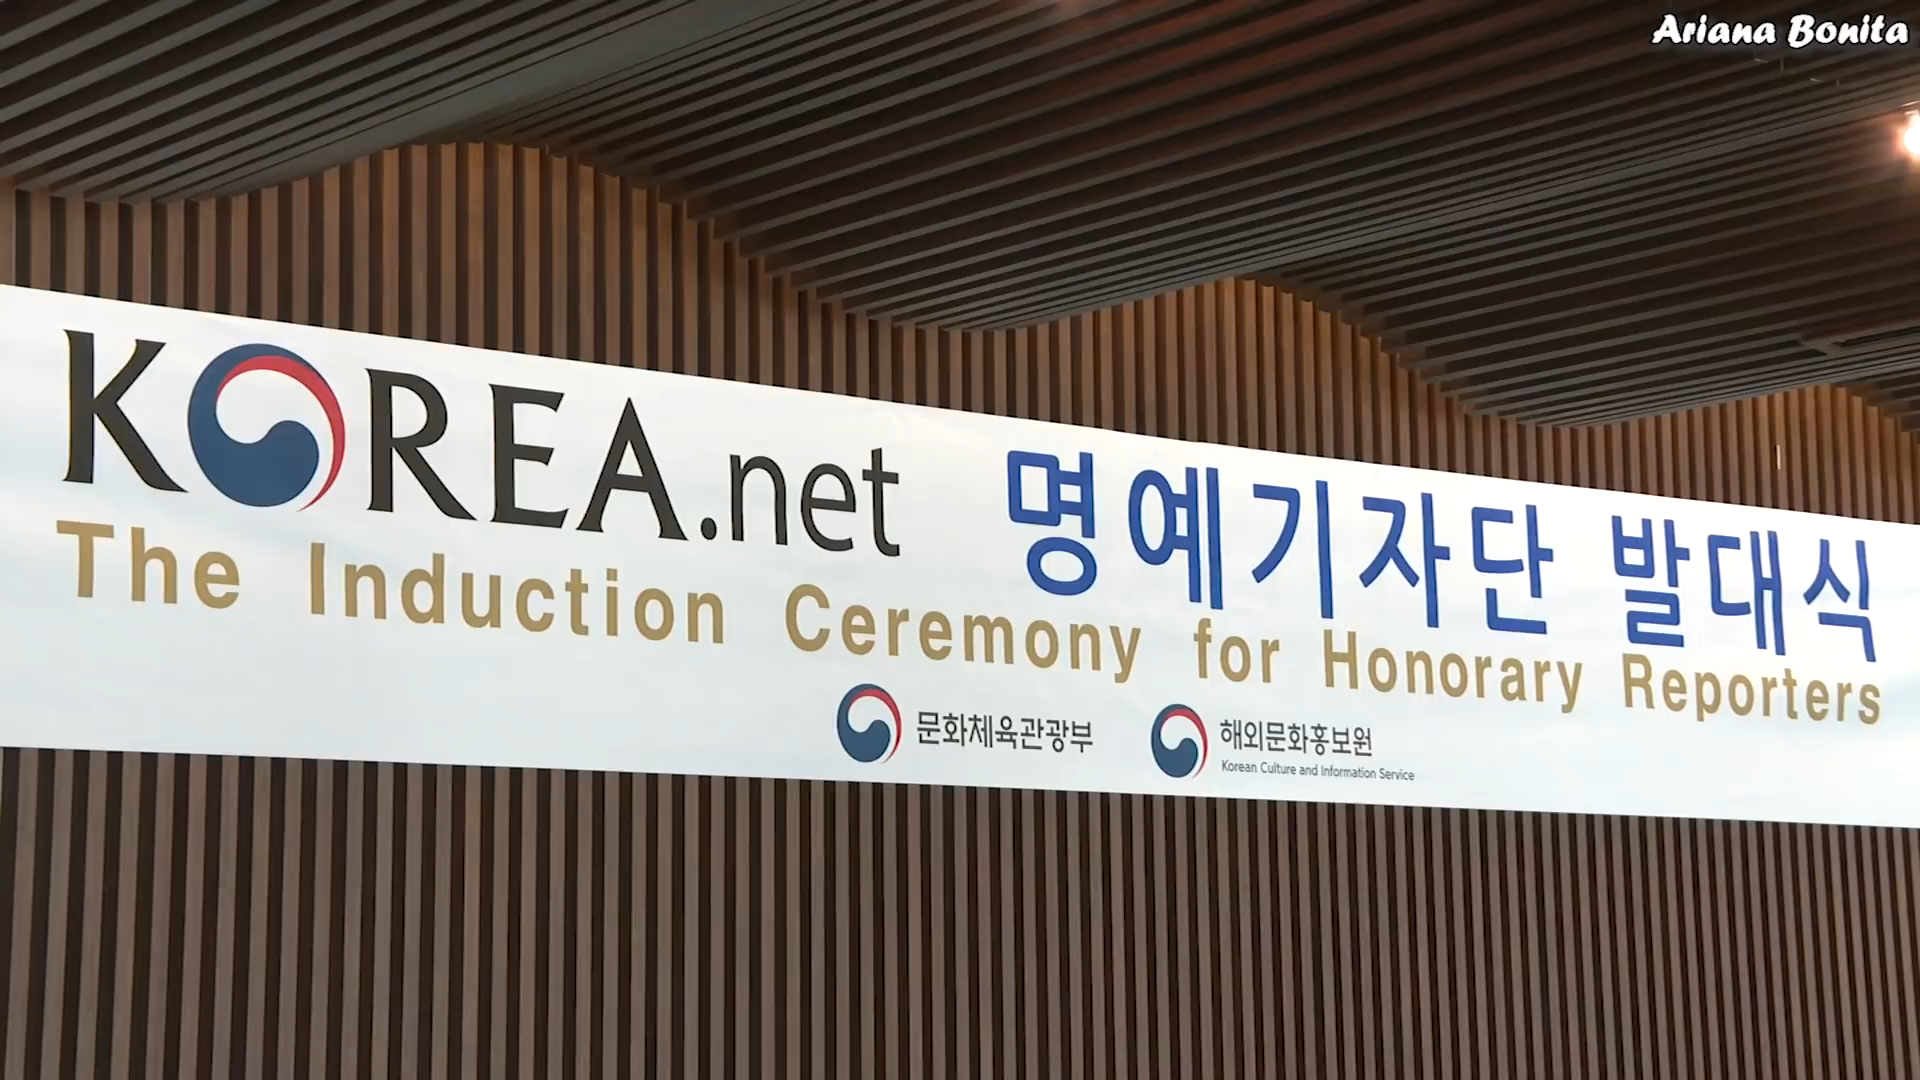 Ariana Bonita
KOREA.net 명예기자단 발대식
The Induction Ceremony for Honorary Reporters
문화체육관광부
해외문화홍보원
Korean Culture and Information Service